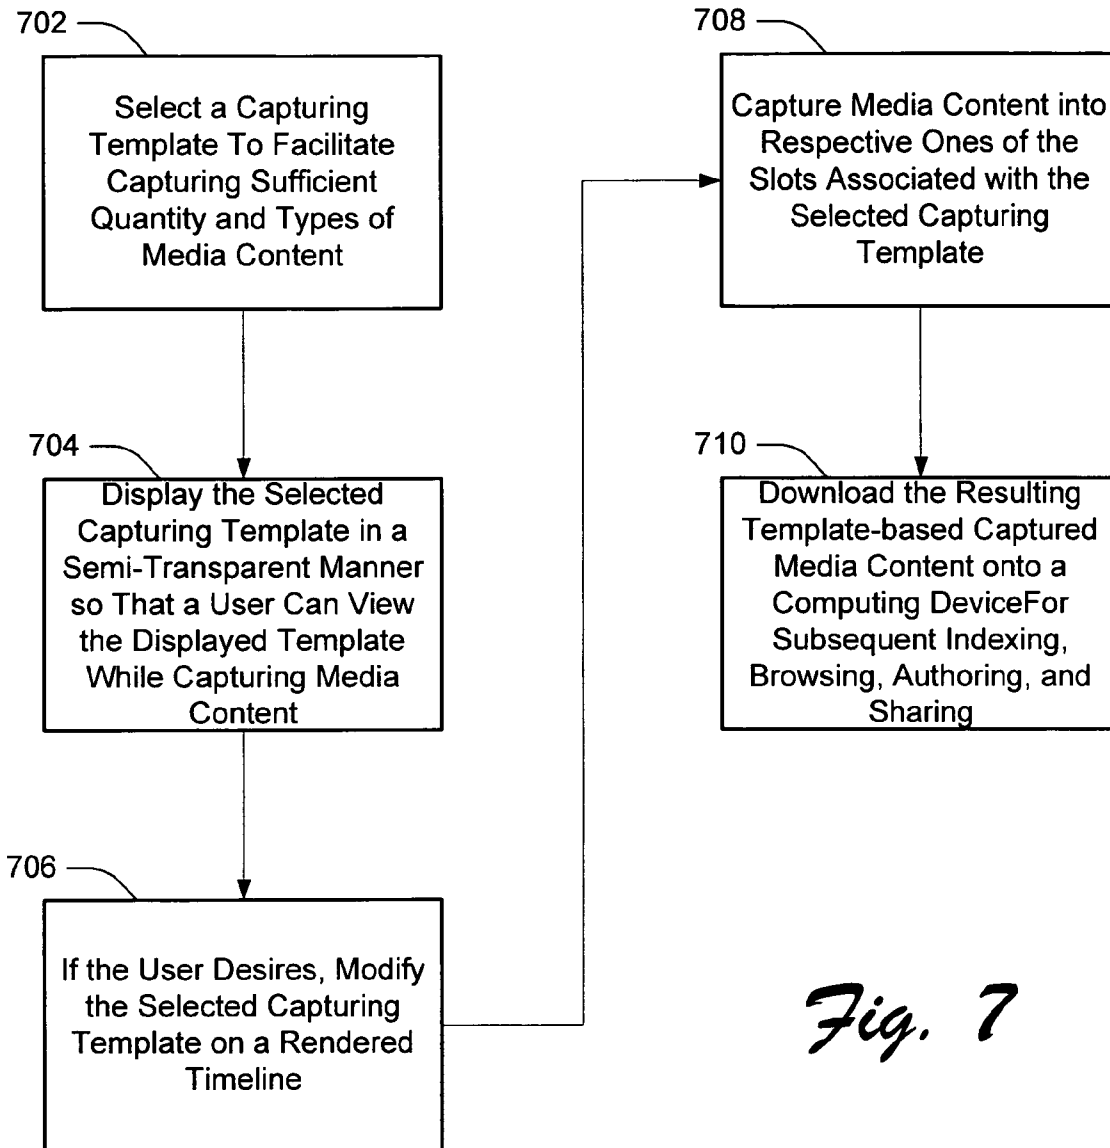 702
Select a Capturing
Template To Facilitate
Capturing Sufficient
Quantity and Types of
Media Content
704
Display the Selected
Capturing Template in a
Semi-Transparent Manner
so That a User Can View
the Displayed Template
While Capturing Media
Content
706
If the User Desires, Modify
the Selected Capturing
Template on a Rendered
Timeline
708
Capture Media Content into
Respective Ones of the
Slots Associated with the
Selected Capturing
Template
710
Download the Resulting
Template-based Captured
Media Content onto a
Computing DeviceFor
Subsequent Indexing,
Browsing, Authoring, and
Sharing
Fig. 7